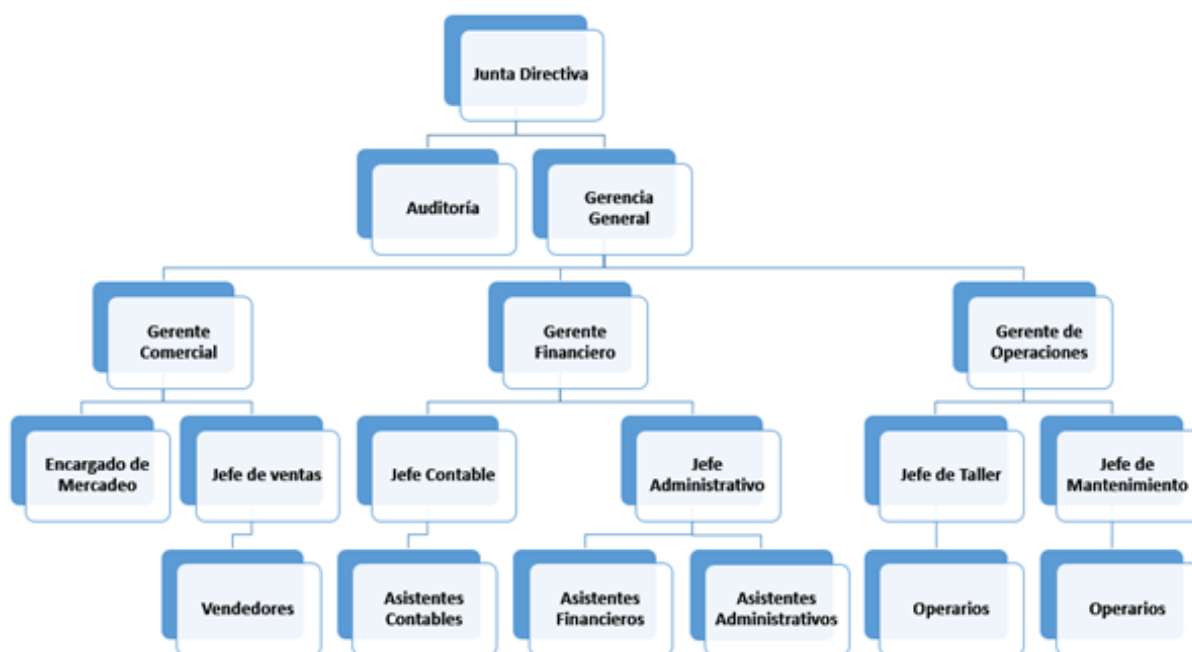 Junta Directiva
Auditoría
Gerencia
General
Gerente
Comercial
Gerente
Financiero
Gerente de
Operaciones
Encargado de
Mercadeo
Jefe de ventas
Jefe Contable
Jefe
Administrativo
Jefe de Taller
Jefe de
Mantenimiento
Vendedores
Asistentes
Contables
Asistentes
Financieros
Asistentes
Administrativos
Operarios
Operarios